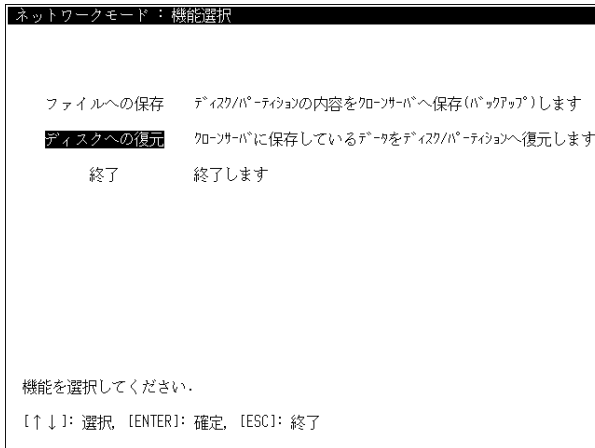 ネットワークモード：機能選択
ファイルへの保存 ﾃﾞｨｽｸ/ﾊﾟｰﾃｨｼｮﾝの内容をｸﾛｰﾝｻｰﾊﾞへ保存(ﾊﾞｯｸｱｯﾌﾟ)します
ディスクへの復元 ｸﾛｰﾝｻｰﾊﾞに保存しているﾃﾞｰﾀをﾃﾞｨｽｸ/ﾊﾟｰﾃｨｼｮﾝへ復元します
終了 終了します
機能を選択してください.
[↑↓]: 選択, [ENTER]: 確定, [ESC]: 終了